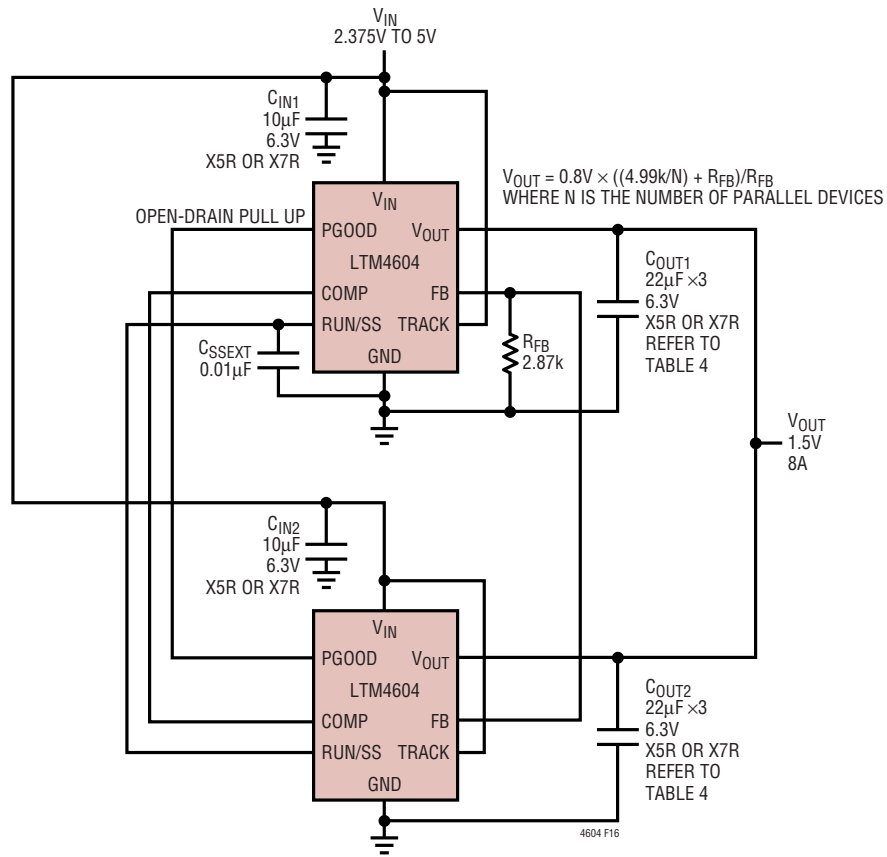 VIN
2.375V TO 5V
CIN1
10µF
6.3V
X5R OR X7R
VOUT = 0.8V × ((4.99k/N) + RFB)/RFB
WHERE N IS THE NUMBER OF PARALLEL DEVICES
OPEN-DRAIN PULL UP
VIN
PGOOD VOUT
LTM4604
COMP FB
RUN/SS TRACK
GND
CSSEXT
0.01µF
RFB
2.87k
COUT1
22µF ×3
6.3V
X5R OR X7R
REFER TO
TABLE 4
VOUT
1.5V
8A
CIN2
10µF
6.3V
X5R OR X7R
VIN
PGOOD VOUT
LTM4604
COMP FB
RUN/SS TRACK
GND
COUT2
22µF ×3
6.3V
X5R OR X7R
REFER TO
TABLE 4
4604 F16